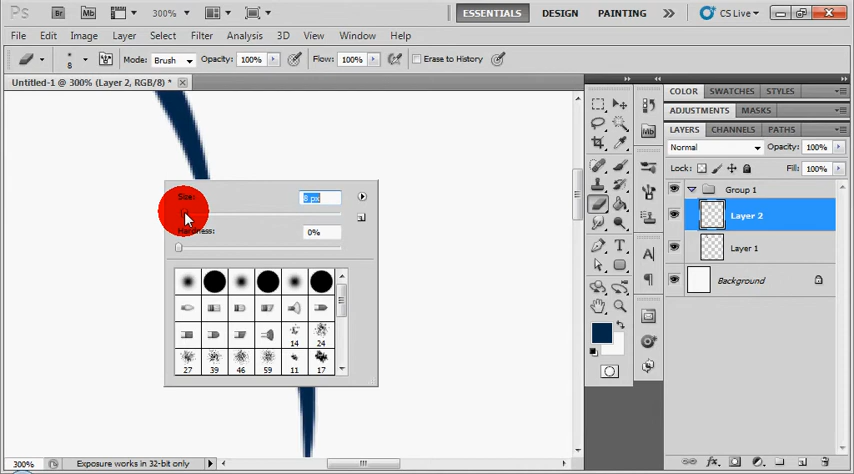 Ps Br Mb 300% ESSENTIALS DESIGN PAINTING CS Live
File Edit Image Layer Select Filter Analysis 3D View Window Help
8 Mode: Brush Opacity: 100% Flow: 100% Erase to History
Untitled-1 @ 300% (Layer 2, RGB/8) *
COLOR SWATCHES STYLES
ADJUSTMENTS MASKS
LAYERS CHANNELS PATHS
Normal Opacity: 100%
Lock: Fill: 100%
Group 1
Layer 2
Layer 1
Background
Mb
A
T
Size: 8 px
Hardness: 0%
14 24
27 39 46 59 11 17
300% Exposure works in 32-bit only
fx